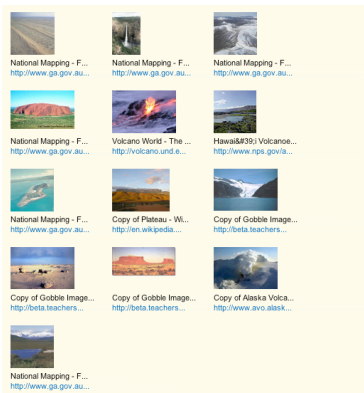 National Mapping - F...
http://www.ga.gov.au...
National Mapping - F...
http://www.ga.gov.au...
National Mapping - F...
http://www.ga.gov.au...
National Mapping - F...
http://www.ga.gov.au...
Volcano World - The ...
http://volcano.und.e...
Hawai&#39;i Volcanoe...
http://www.nps.gov/a...
National Mapping - F...
http://www.ga.gov.au...
Copy of Plateau - Wi...
http://en.wikipedia....
Copy of Gobble Image...
http://beta.teachers...
Copy of Gobble Image...
http://beta.teachers...
Copy of Gobble Image...
http://beta.teachers...
Copy of Alaska Volca...
http://www.avo.alask...
National Mapping - F...
http://www.ga.gov.au...